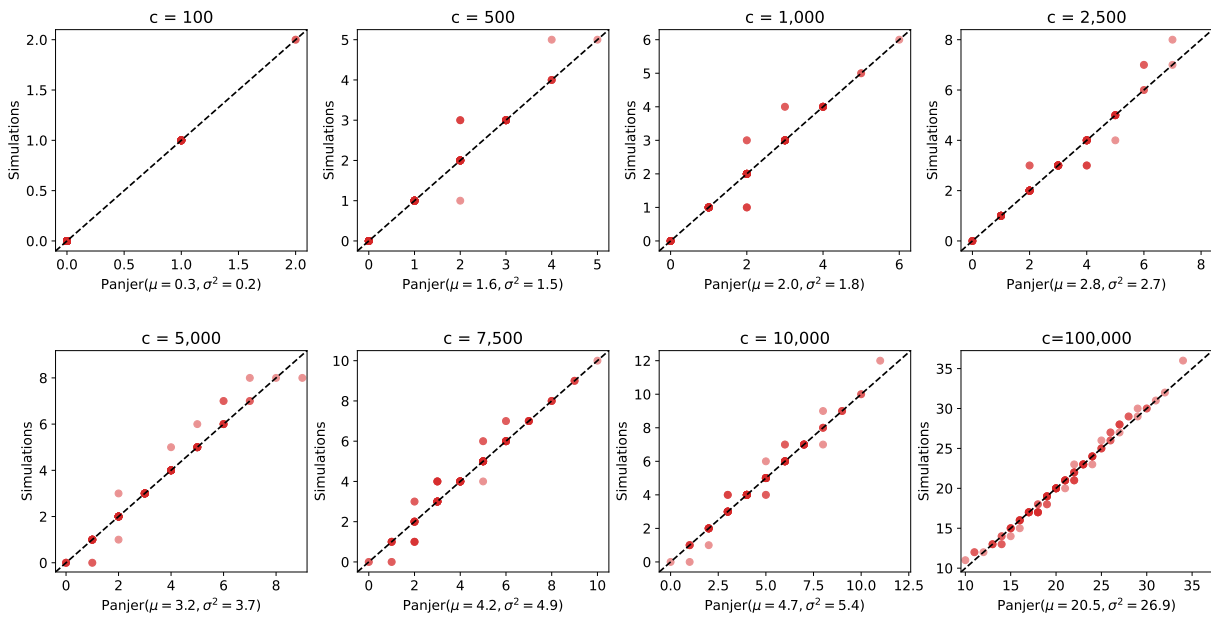 c = 100
Simulations
2.0
1.5
1.0
0.5
0.0
0.0 0.5 1.0 1.5 2.0
Panjer(μ = 0.3, σ² = 0.2)
c = 500
Simulations
5
4
3
2
1
0
0 1 2 3 4 5
Panjer(μ = 1.6, σ² = 1.5)
c = 1,000
Simulations
6
5
4
3
2
1
0
0 2 4 6
Panjer(μ = 2.0, σ² = 1.8)
c = 2,500
Simulations
8
6
4
2
0
0 2 4 6 8
Panjer(μ = 2.8, σ² = 2.7)
c = 5,000
Simulations
8
6
4
2
0
0 2 4 6 8
Panjer(μ = 3.2, σ² = 3.7)
c = 7,500
Simulations
10
8
6
4
2
0
0 2 4 6 8 10
Panjer(μ = 4.2, σ² = 4.9)
c = 10,000
Simulations
12
10
8
6
4
2
0
0.0 2.5 5.0 7.5 10.0 12.5
Panjer(μ = 4.7, σ² = 5.4)
c=100,000
Simulations
35
30
25
20
15
10
10 15 20 25 30 35
Panjer(μ = 20.5, σ² = 26.9)